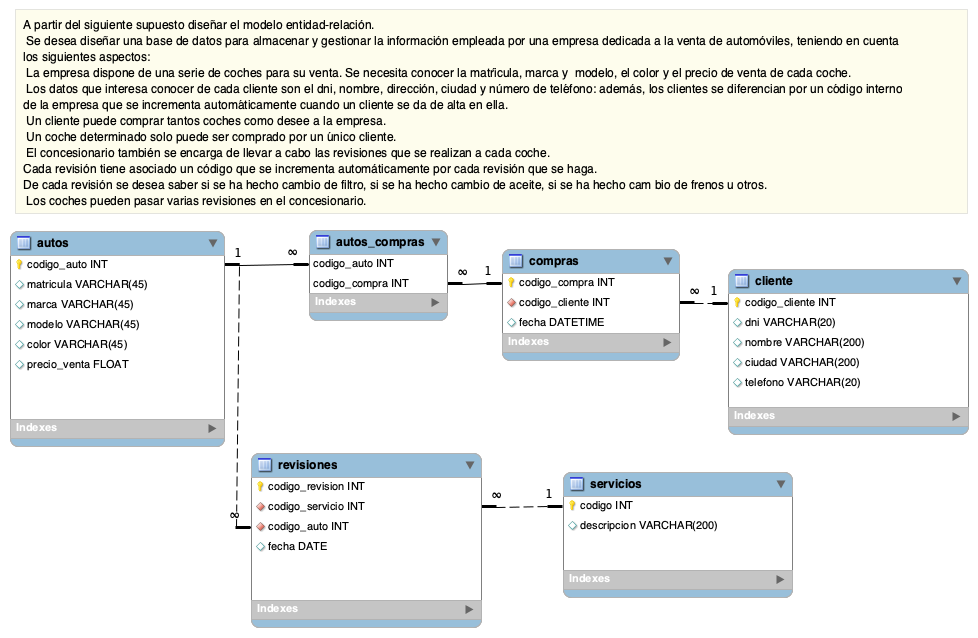 A partir del siguiente supuesto diseñar el modelo entidad-relación.
Se desea diseñar una base de datos para almacenar y gestionar la información empleada por una empresa dedicada a la venta de automóviles, teniendo en cuenta
los siguientes aspectos:
La empresa dispone de una serie de coches para su venta. Se necesita conocer la matrícula, marca y modelo, el color y el precio de venta de cada coche.
Los datos que interesa conocer de cada cliente son el dni, nombre, dirección, ciudad y número de teléfono: además, los clientes se diferencian por un código interno
de la empresa que se incrementa automáticamente cuando un cliente se da de alta en ella.
Un cliente puede comprar tantos coches como desee a la empresa.
Un coche determinado solo puede ser comprado por un único cliente.
El concesionario también se encarga de llevar a cabo las revisiones que se realizan a cada coche.
Cada revisión tiene asociado un código que se incrementa automáticamente por cada revisión que se haga.
De cada revisión se desea saber si se ha hecho cambio de filtro, si se ha hecho cambio de aceite, si se ha hecho cam bio de frenos u otros.
Los coches pueden pasar varias revisiones en el concesionario.
autos
codigo_auto INT
matricula VARCHAR(45)
marca VARCHAR(45)
modelo VARCHAR(45)
color VARCHAR(45)
precio_venta FLOAT
Indexes
1
∞
autos_compras
codigo_auto INT
codigo_compra INT
Indexes
∞
1
compras
codigo_compra INT
codigo_cliente INT
fecha DATETIME
Indexes
∞
1
cliente
codigo_cliente INT
dni VARCHAR(20)
nombre VARCHAR(200)
ciudad VARCHAR(200)
telefono VARCHAR(20)
Indexes
∞
revisiones
codigo_revision INT
codigo_servicio INT
codigo_auto INT
fecha DATE
Indexes
∞
1
servicios
codigo INT
descripcion VARCHAR(200)
Indexes